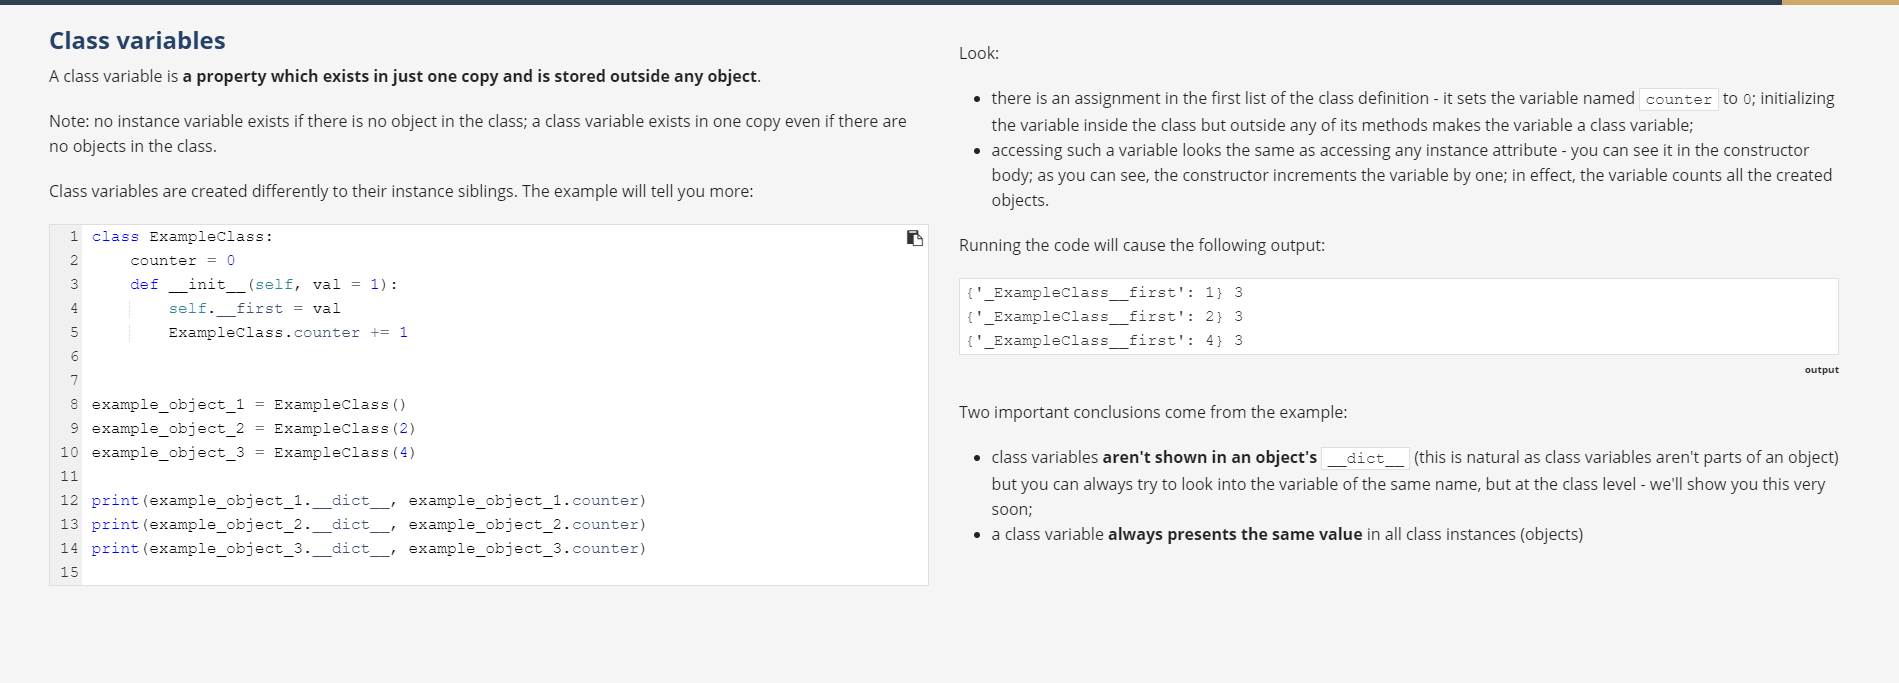 Class variables
A class variable is a property which exists in just one copy and is stored outside any object.
Note: no instance variable exists if there is no object in the class; a class variable exists in one copy even if there are
no objects in the class.
Class variables are created differently to their instance siblings. The example will tell you more:
1 class ExampleClass:
2     counter = 0
3     def __init__(self, val = 1):
4         self.__first = val
5         ExampleClass.counter += 1
6
7
8 example_object_1 = ExampleClass()
9 example_object_2 = ExampleClass(2)
10 example_object_3 = ExampleClass(4)
11
12 print(example_object_1.__dict__, example_object_1.counter)
13 print(example_object_2.__dict__, example_object_2.counter)
14 print(example_object_3.__dict__, example_object_3.counter)
15
Look:
• there is an assignment in the first list of the class definition - it sets the variable named counter to 0; initializing
the variable inside the class but outside any of its methods makes the variable a class variable;
• accessing such a variable looks the same as accessing any instance attribute - you can see it in the constructor
body; as you can see, the constructor increments the variable by one; in effect, the variable counts all the created
objects.
Running the code will cause the following output:
{'_ExampleClass__first': 1} 3
{'_ExampleClass__first': 2} 3
{'_ExampleClass__first': 4} 3
output
Two important conclusions come from the example:
• class variables aren't shown in an object's __dict__ (this is natural as class variables aren't parts of an object)
but you can always try to look into the variable of the same name, but at the class level - we'll show you this very
soon;
• a class variable always presents the same value in all class instances (objects)